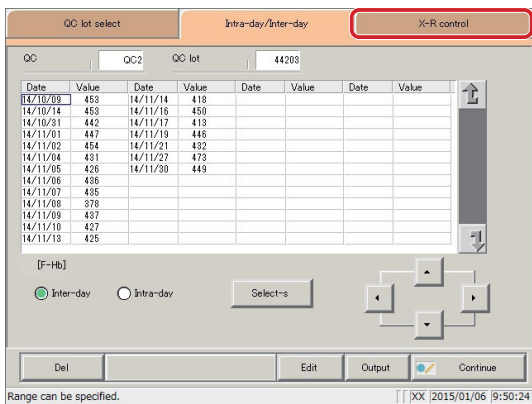 QC lot select Intra-day/Inter-day X-R control
QC QC2 QC lot 44203
Date Value Date Value Date Value Date Value
14/10/09 453 14/11/14 418
14/10/14 453 14/11/16 450
14/10/31 442 14/11/17 413
14/11/01 447 14/11/19 446
14/11/02 454 14/11/21 432
14/11/04 431 14/11/27 473
14/11/05 426 14/11/30 449
14/11/06 436
14/11/07 435
14/11/08 378
14/11/09 437
14/11/10 427
14/11/13 425
[F-Hb]
Inter-day Intra-day Select-s
Del Edit Output Continue
Range can be specified. XX 2015/01/06 9:50:24